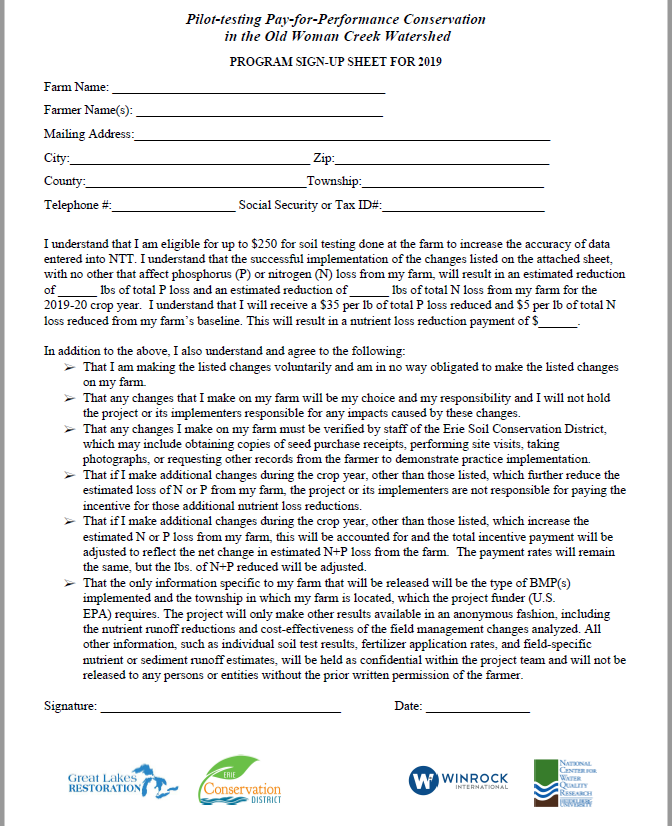 Pilot-testing Pay-for-Performance Conservation
in the Old Woman Creek Watershed
PROGRAM SIGN-UP SHEET FOR 2019
Farm Name: ____________________
Farmer Name(s): ____________________
Mailing Address:____________________
City:____________________ Zip:____________________
County:____________________Township:____________________
Telephone #:____________________ Social Security or Tax ID#:____________________
I understand that I am eligible for up to $250 for soil testing done at the farm to increase the accuracy of data
entered into NTT. I understand that the successful implementation of the changes listed on the attached sheet,
with no other that affect phosphorus (P) or nitrogen (N) loss from my farm, will result in an estimated reduction
of ______ lbs of total P loss and an estimated reduction of ______ lbs of total N loss from my farm for the
2019-20 crop year. I understand that I will receive a $35 per lb of total P loss reduced and $5 per lb of total N
loss reduced from my farm’s baseline. This will result in a nutrient loss reduction payment of $______.
In addition to the above, I also understand and agree to the following:
➢ That I am making the listed changes voluntarily and am in no way obligated to make the listed changes
on my farm.
➢ That any changes that I make on my farm will be my choice and my responsibility and I will not hold
the project or its implementers responsible for any impacts caused by these changes.
➢ That any changes I make on my farm must be verified by staff of the Erie Soil Conservation District,
which may include obtaining copies of seed purchase receipts, performing site visits, taking
photographs, or requesting other records from the farmer to demonstrate practice implementation.
➢ That if I make additional changes during the crop year, other than those listed, which further reduce the
estimated loss of N or P from my farm, the project or its implementers are not responsible for paying the
incentive for those additional nutrient loss reductions.
➢ That if I make additional changes during the crop year, other than those listed, which increase the
estimated N or P loss from my farm, this will be accounted for and the total incentive payment will be
adjusted to reflect the net change in estimated N+P loss from the farm. The payment rates will remain
the same, but the lbs. of N+P reduced will be adjusted.
➢ That the only information specific to my farm that will be released will be the type of BMP(s)
implemented and the township in which my farm is located, which the project funder (U.S.
EPA) requires. The project will only make other results available in an anonymous fashion, including
the nutrient runoff reductions and cost-effectiveness of the field management changes analyzed. All
other information, such as individual soil test results, fertilizer application rates, and field-specific
nutrient or sediment runoff estimates, will be held as confidential within the project team and will not be
released to any persons or entities without the prior written permission of the farmer.
Signature: ____________________ Date: ____________________
Great Lakes
RESTORATION
ERIE
Conservation
DISTRICT
W
WINROCK
INTERNATIONAL
NATIONAL
CENTER FOR
WATER
QUALITY
RESEARCH
HEIDELBERG
UNIVERSITY